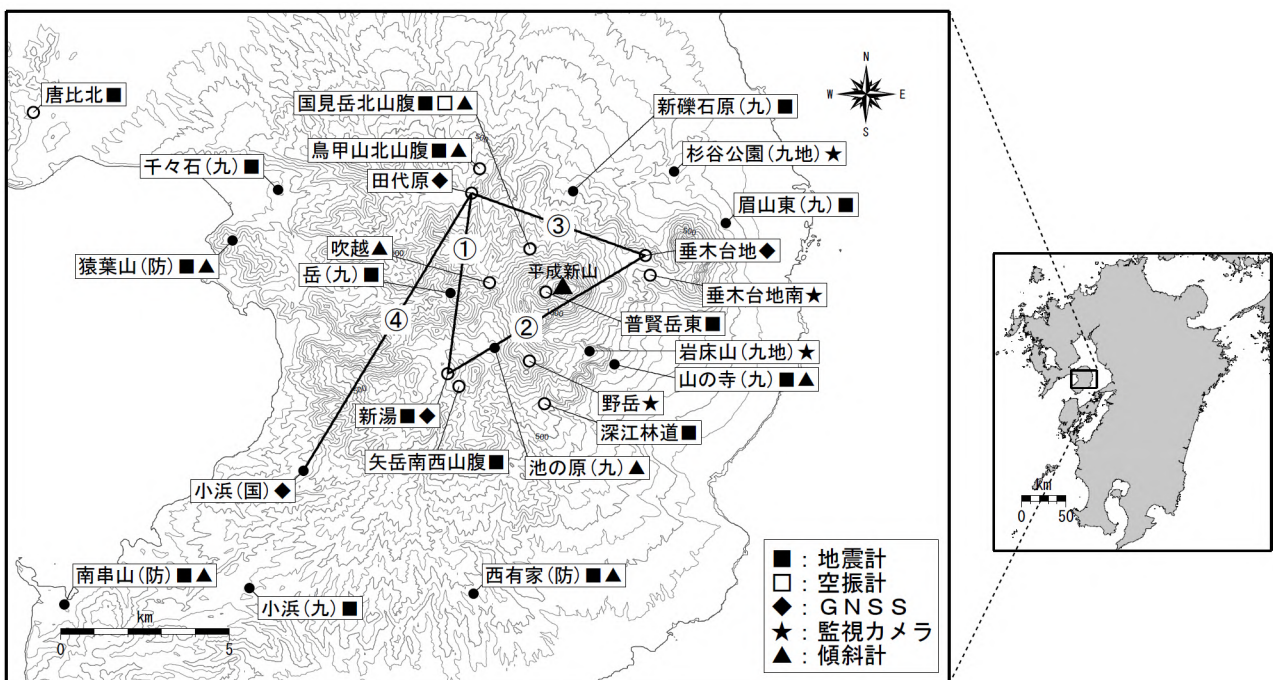 唐比北■
国見岳北山腹■□▲
新礫石原(九)■
N
W
E
S
鳥甲山北山腹■▲
杉谷公園(九地)★
千々石(九)■
田代原◆
眉山東(九)■
500
③
①
吹越▲
垂木台地◆
猿葉山(防)■▲
岳(九)■
平成新山
垂木台地南★
④
1000
②
普賢岳東■
岩床山(九地)★
山の寺(九)■▲
500
新湯■◆
野岳★
深江林道■
500
矢岳南西山腹■
池の原(九)▲
小浜(国)◆
km
0 50
■:地震計
□:空振計
◆:GNSS
★:監視カメラ
▲:傾斜計
南串山(防)■▲
小浜(九)■
西有家(防)■▲
km
0 5